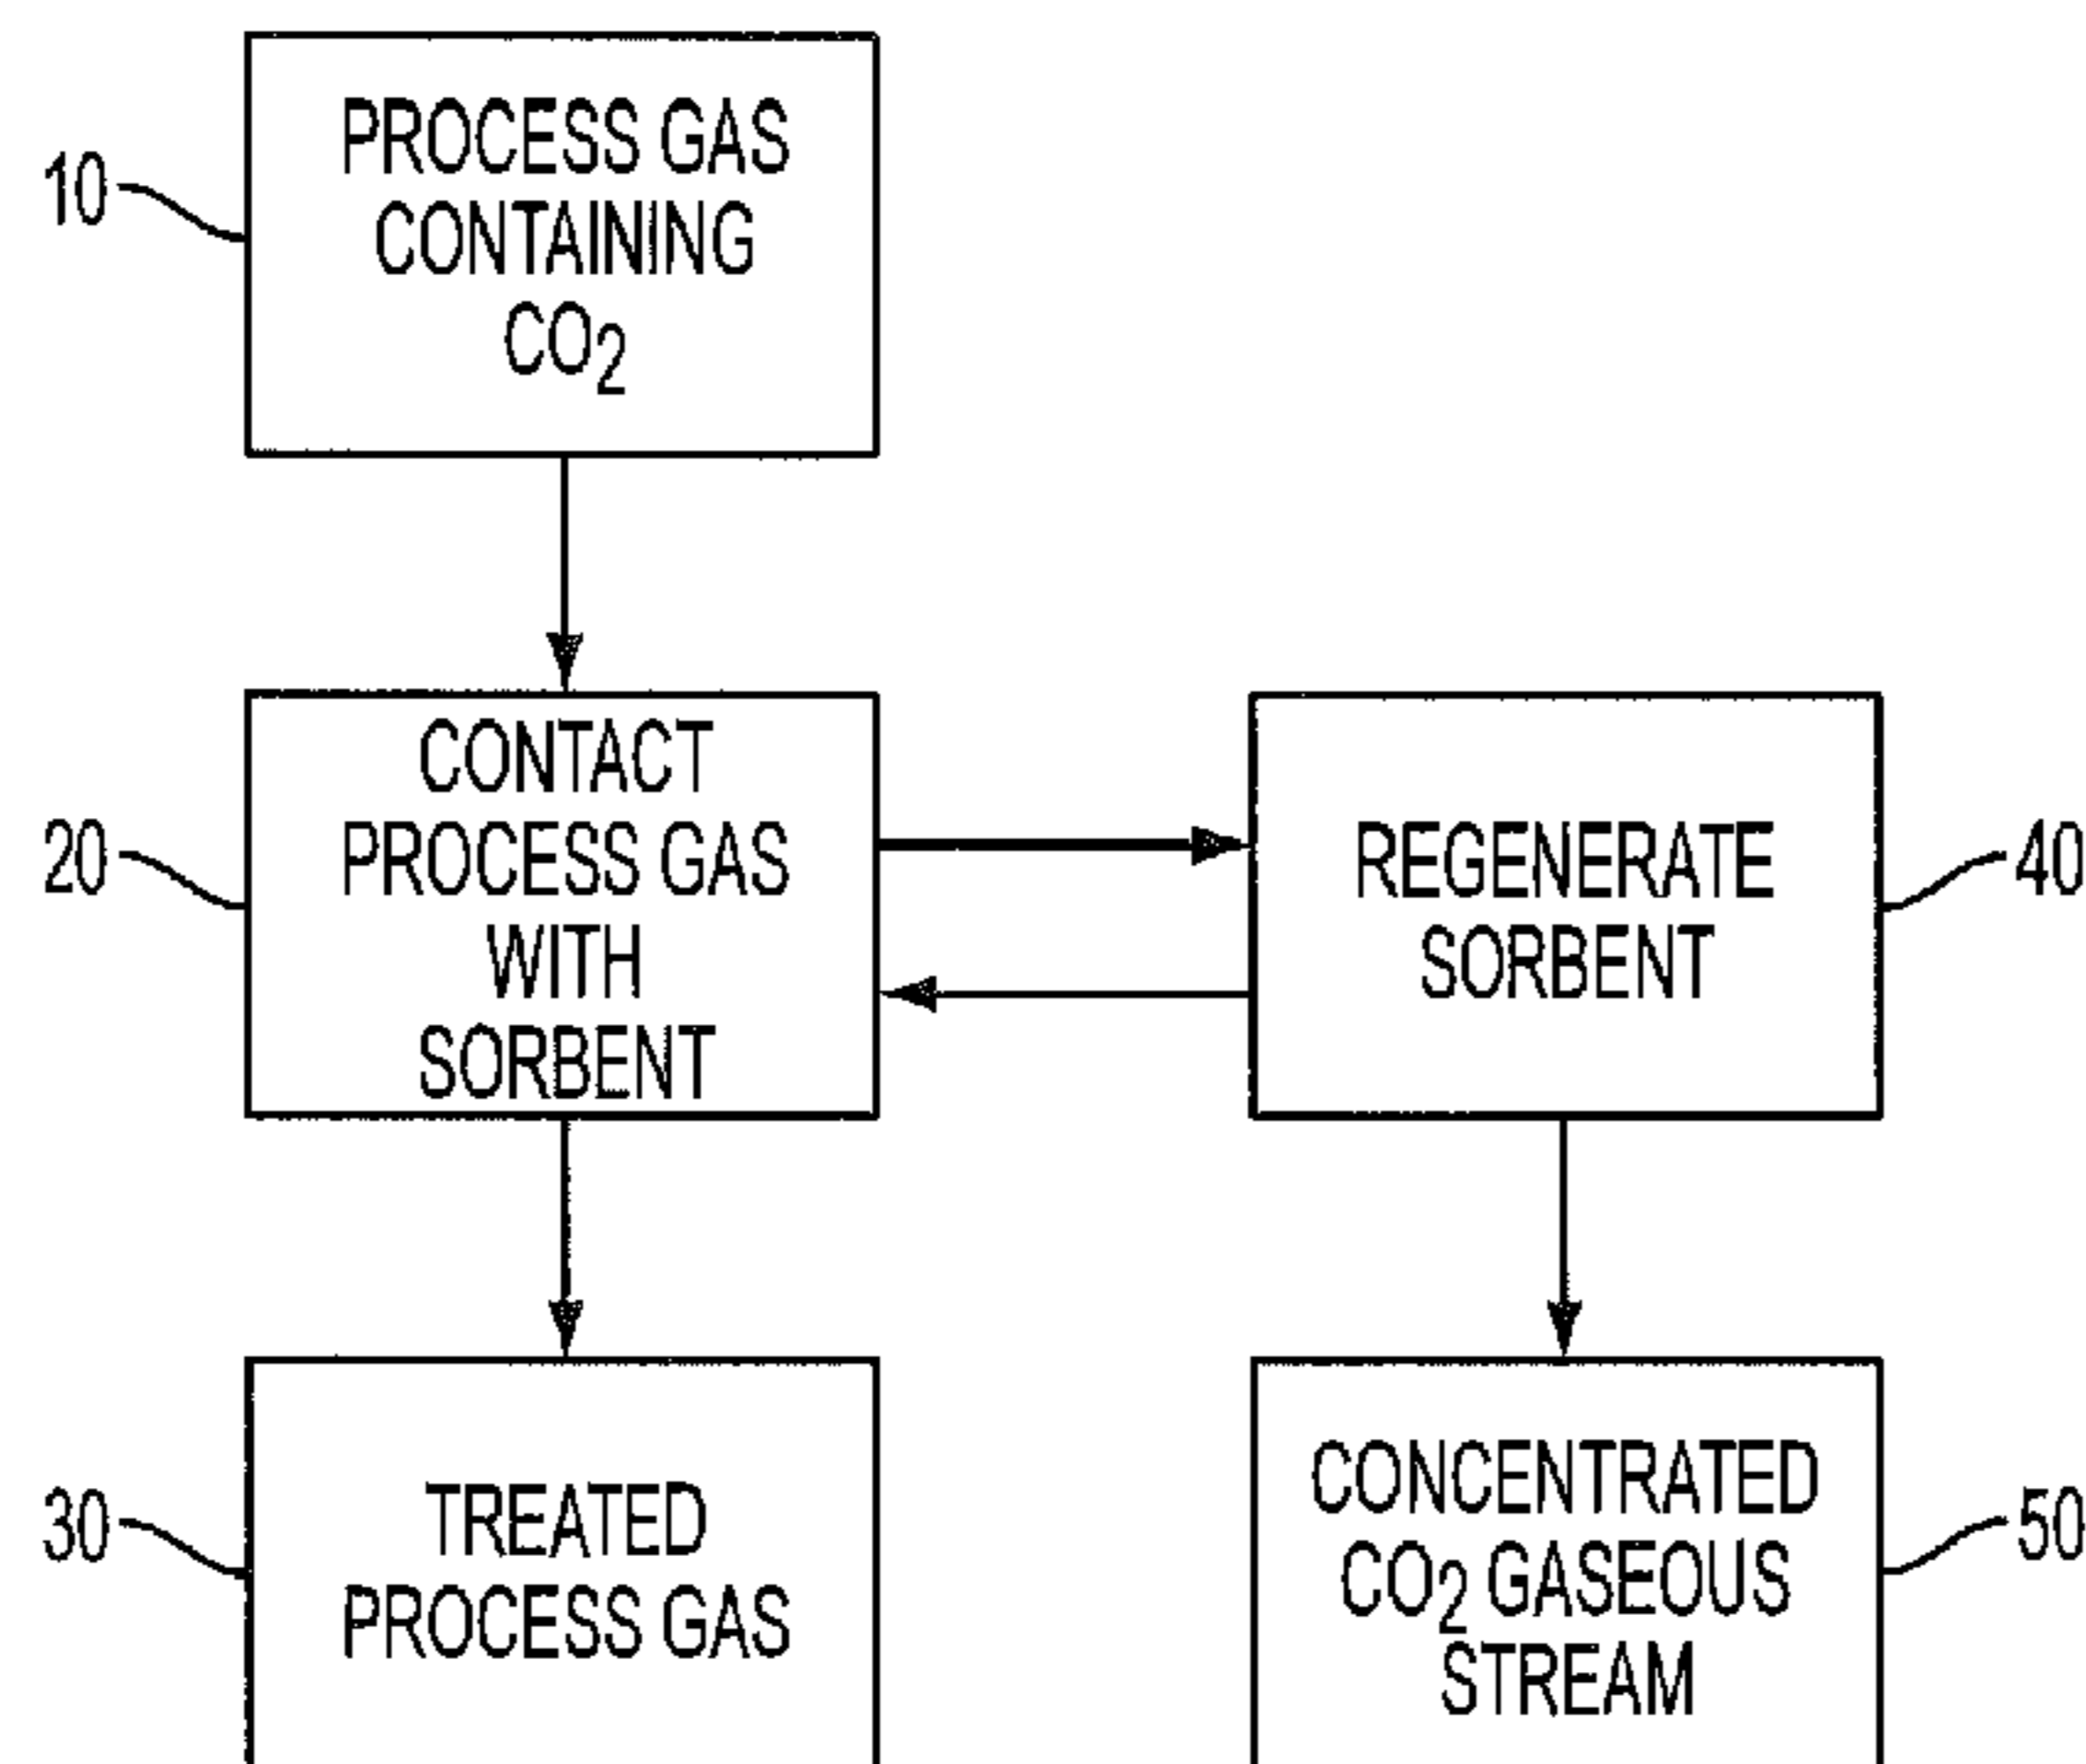 10
PROCESS GAS
CONTAINING
CO₂
20
CONTACT
PROCESS GAS
WITH
SORBENT
REGENERATE
SORBENT
40
30
TREATED
PROCESS GAS
CONCENTRATED
CO₂ GASEOUS
STREAM
50